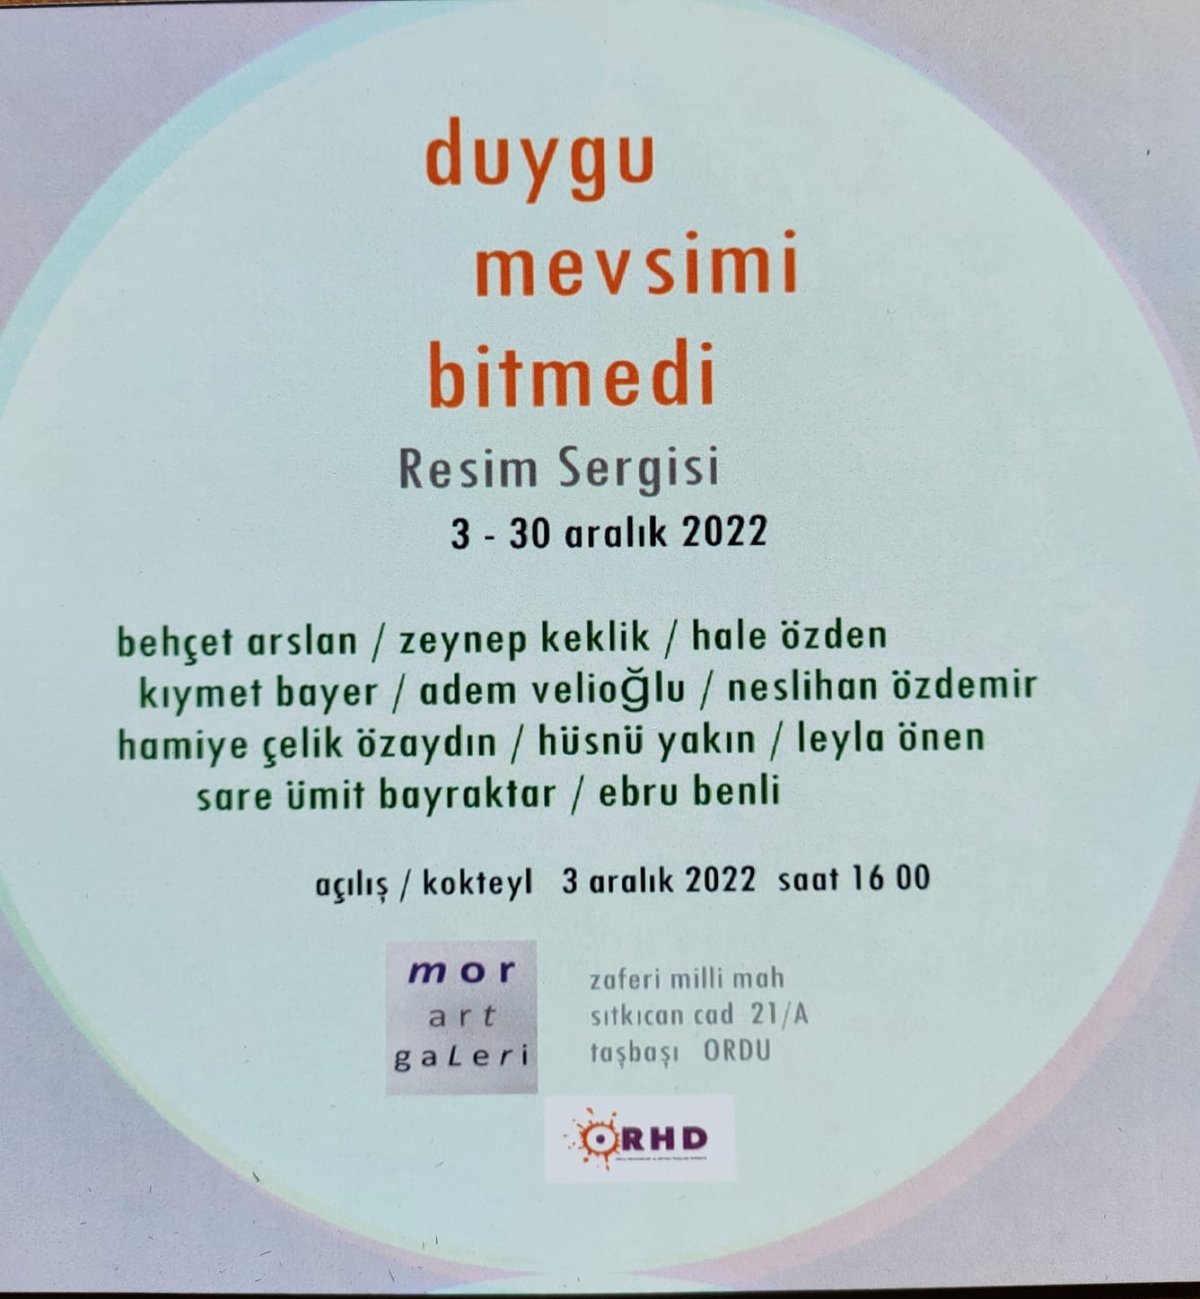 duygu
mevsimi
bitmedi
Resim Sergisi
3 - 30 aralık 2022
behçet arslan / zeynep keklik / hale özden
kıymet bayer / adem velioğlu / neslihan özdemir
hamiye çelik özaydın / hüsnü yakın / leyla önen
sare ümit bayraktar / ebru benli
açılış / kokteyl 3 aralık 2022 saat 16 00
mor
art
gaLeri
zaferi milli mah
sıtkıcan cad 21/A
taşbaşı ORDU
ORHD